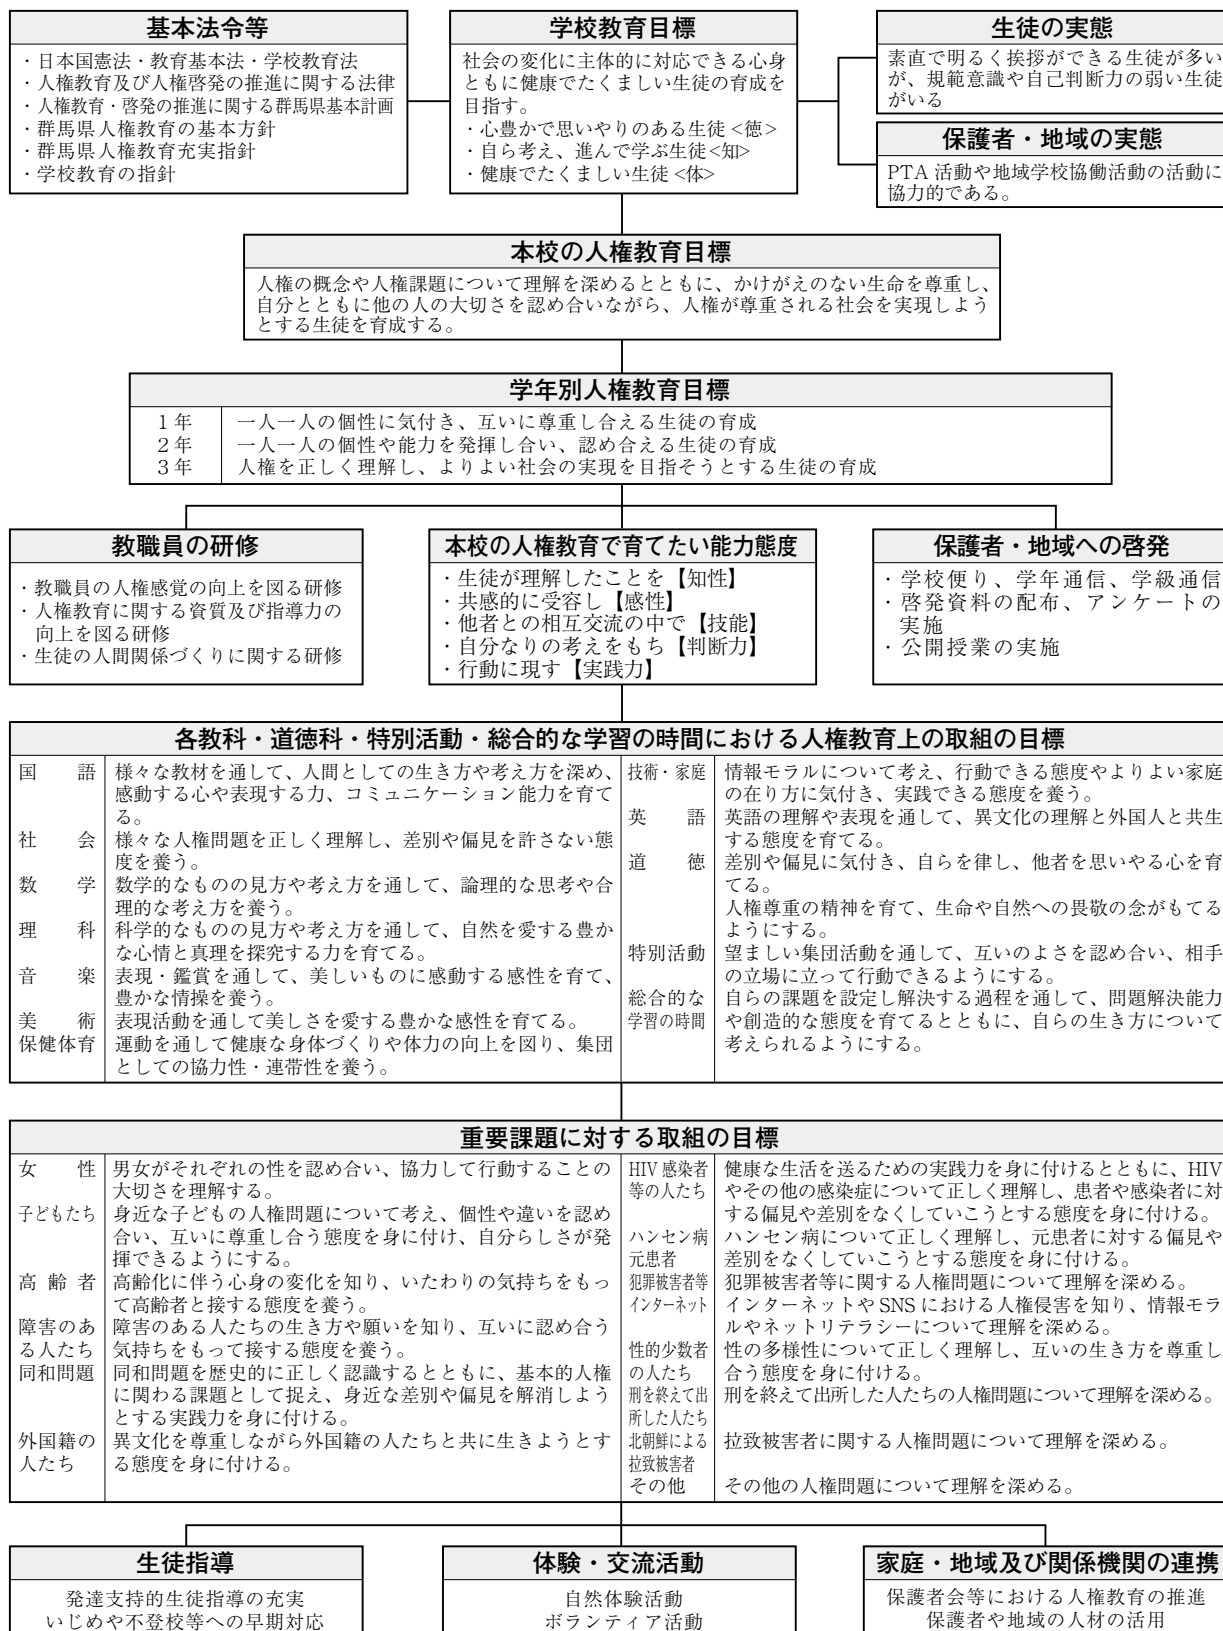 基本法令等
・日本国憲法・教育基本法・学校教育法
・人権教育及び人権啓発の推進に関する法律
・人権教育・啓発の推進に関する群馬県基本計画
・群馬県人権教育の基本方針
・群馬県人権教育充実指針
・学校教育の指針
学校教育目標
社会の変化に主体的に対応できる心身
ともに健康でたくましい生徒の育成を
目指す。
・心豊かで思いやりのある生徒 <徳>
・自ら考え、進んで学ぶ生徒<知>
・健康でたくましい生徒 <体>
生徒の実態
素直で明るく挨拶ができる生徒が多い
が、規範意識や自己判断力の弱い生徒
がいる
保護者・地域の実態
PTA 活動や地域学校協働活動の活動に
協力的である。
本校の人権教育目標
人権の概念や人権課題について理解を深めるとともに、かけがえのない生命を尊重し、
自分とともに他の人の大切さを認め合いながら、人権が尊重される社会を実現しよう
とする生徒を育成する。
学年別人権教育目標
1年 一人一人の個性に気付き、互いに尊重し合える生徒の育成
2年 一人一人の個性や能力を発揮し合い、認め合える生徒の育成
3年 人権を正しく理解し、よりよい社会の実現を目指そうとする生徒の育成
教職員の研修
・教職員の人権感覚の向上を図る研修
・人権教育に関する資質及び指導力の
向上を図る研修
・生徒の人間関係づくりに関する研修
本校の人権教育で育てたい能力態度
・生徒が理解したことを【知性】
・共感的に受容し【感性】
・他者との相互交流の中で【技能】
・自分なりの考えをもち【判断力】
・行動に現す【実践力】
保護者・地域への啓発
・学校便り、学年通信、学級通信
・啓発資料の配布、アンケートの
実施
・公開授業の実施
各教科・道徳科・特別活動・総合的な学習の時間における人権教育上の取組の目標
国語 様々な教材を通して、人間としての生き方や考え方を深め、
感動する心や表現する力、コミュニケーション能力を育て
る。
社会 様々な人権問題を正しく理解し、差別や偏見を許さない態
度を養う。
数学 数学的なものの見方や考え方を通して、論理的な思考や合
理的な考え方を養う。
理科 科学的なものの見方や考え方を通して、自然を愛する豊か
な心情と真理を探究する力を育てる。
音楽 表現・鑑賞を通して、美しいものに感動する感性を育て、
豊かな情操を養う。
美術 表現活動を通して美しさを愛する豊かな感性を育てる。
保健体育 運動を通して健康な身体づくりや体力の向上を図り、集団
としての協力性・連帯性を養う。
技術・家庭 情報モラルについて考え、行動できる態度やよりよい家庭
の在り方に気付き、実践できる態度を養う。
英語 英語の理解や表現を通して、異文化の理解と外国人と共生
する態度を育てる。
道徳 差別や偏見に気付き、自らを律し、他者を思いやる心を育
てる。
人権尊重の精神を育て、生命や自然への畏敬の念がもてる
ようにする。
特別活動 望ましい集団活動を通して、互いのよさを認め合い、相手
の立場に立って行動できるようにする。
総合的な 自らの課題を設定し解決する過程を通して、問題解決能力
学習の時間 や創造的な態度を育てるとともに、自らの生き方について
考えられるようにする。
重要課題に対する取組の目標
女性 男女がそれぞれの性を認め合い、協力して行動することの
大切さを理解する。
子どもたち 身近な子どもの人権問題について考え、個性や違いを認め
合い、互いに尊重し合う態度を身に付け、自分らしさが発
揮できるようにする。
高齢者 高齢化に伴う心身の変化を知り、いたわりの気持ちをもっ
て高齢者と接する態度を養う。
障害のあ 障害のある人たちの生き方や願いを知り、互いに認め合う
る人たち 気持ちをもって接する態度を養う。
同和問題 同和問題を歴史的に正しく認識するとともに、基本的人権
に関わる課題として捉え、身近な差別や偏見を解消しよう
とする実践力を身に付ける。
外国籍の 異文化を尊重しながら外国籍の人たちと共に生きようとす
人たち る態度を身に付ける。
HIV 感染者 健康な生活を送るための実践力を身に付けるとともに、HIV
等の人たち やその他の感染症について正しく理解し、患者や感染者に対
する偏見や差別をなくしていこうとする態度を身に付ける。
ハンセン病 ハンセン病について正しく理解し、元患者に対する偏見や
元患者 差別をなくしていこうとする態度を身に付ける。
犯罪被害者等 犯罪被害者等に関する人権問題について理解を深める。
インターネット インターネットや SNS における人権侵害を知り、情報モラ
ルやネットリテラシーについて理解を深める。
性的少数者 性の多様性について正しく理解し、互いの生き方を尊重し
の人たち 合う態度を身に付ける。
刑を終えて出 刑を終えて出所した人たちの人権問題について理解を深める。
所した人たち
北朝鮮による 拉致被害者に関する人権問題について理解を深める。
拉致被害者
その他 その他の人権問題について理解を深める。
生徒指導
発達支持的生徒指導の充実
いじめや不登校等への早期対応
体験・交流活動
自然体験活動
ボランティア活動
家庭・地域及び関係機関の連携
保護者会等における人権教育の推進
保護者や地域の人材の活用